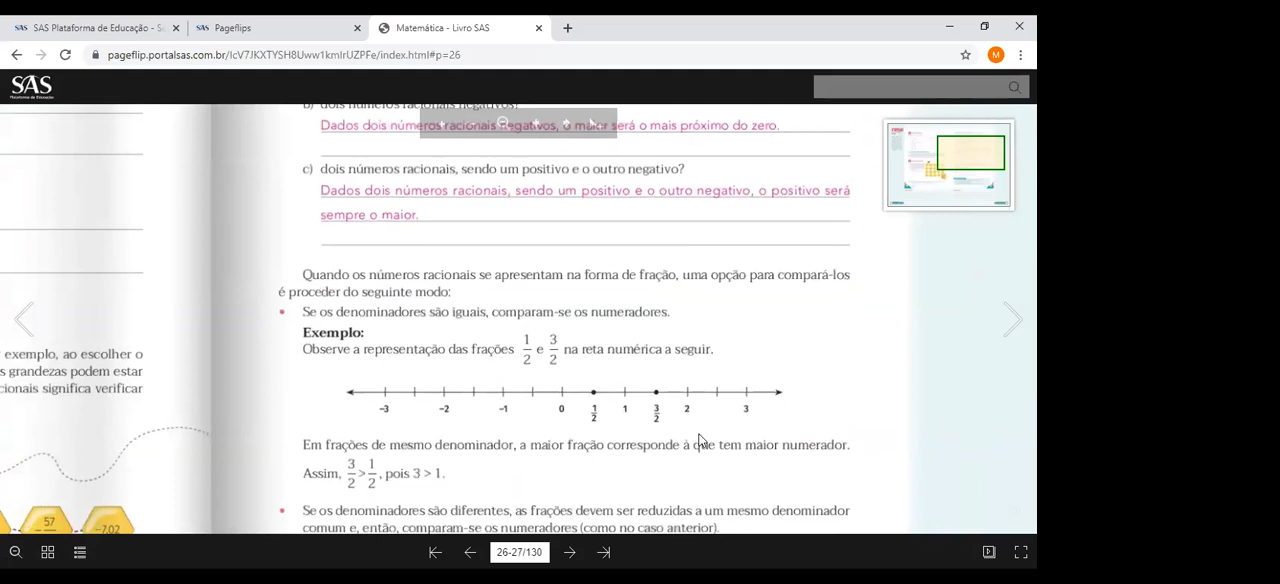 SAS Plataforma de Educação - S
Pageflips
Matemática - Livro SAS
pageflip.portalsas.com.br/IcV7JKXTYSH8Uww1kmIrUZPFe/index.html#p=26
M
SAS
Plataforma de Educação
b) dois números racionais negativos?
Dados dois números racionais negativos, o maior será o mais próximo do zero.
c) dois números racionais, sendo um positivo e o outro negativo?
Dados dois números racionais, sendo um positivo e o outro negativo, o positivo será
sempre o maior.
Quando os números racionais se apresentam na forma de fração, uma opção para compará-los
é proceder do seguinte modo:
• Se os denominadores são iguais, comparam-se os numeradores.
Exemplo:
Observe a representação das frações 1/2 e 3/2 na reta numérica a seguir.
-3 -2 -1 0 1/2 1 3/2 2 3
Em frações de mesmo denominador, a maior fração corresponde à que tem maior numerador.
Assim, 3/2 > 1/2, pois 3 > 1.
• Se os denominadores são diferentes, as frações devem ser reduzidas a um mesmo denominador
comum e, então, comparam-se os numeradores (como no caso anterior).
exemplo, ao escolher o
s grandezas podem estar
cionais significa verificar
57
-7,02
26-27/130